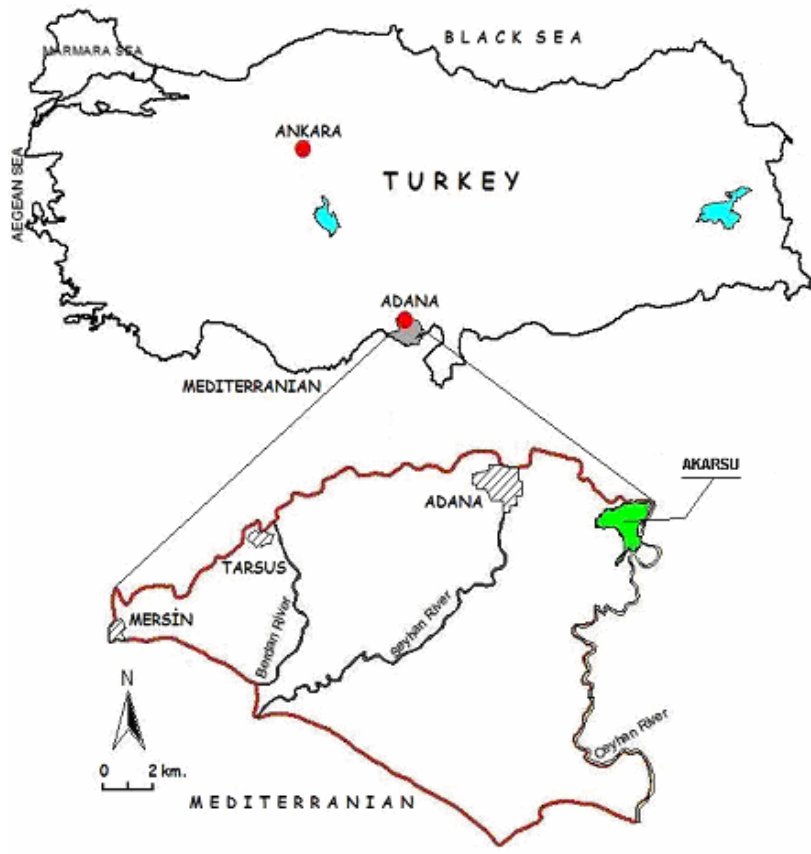 BLACK SEA
MARMARA SEA
ANKARA
TURKEY
AEGEAN SEA
ADANA
MEDITERRANIAN
AKARSU
ADANA
TARSUS
MERSİN
Berdan River
Seyhan River
Ceyhan River
N
0 2 km.
MEDITERRANIAN